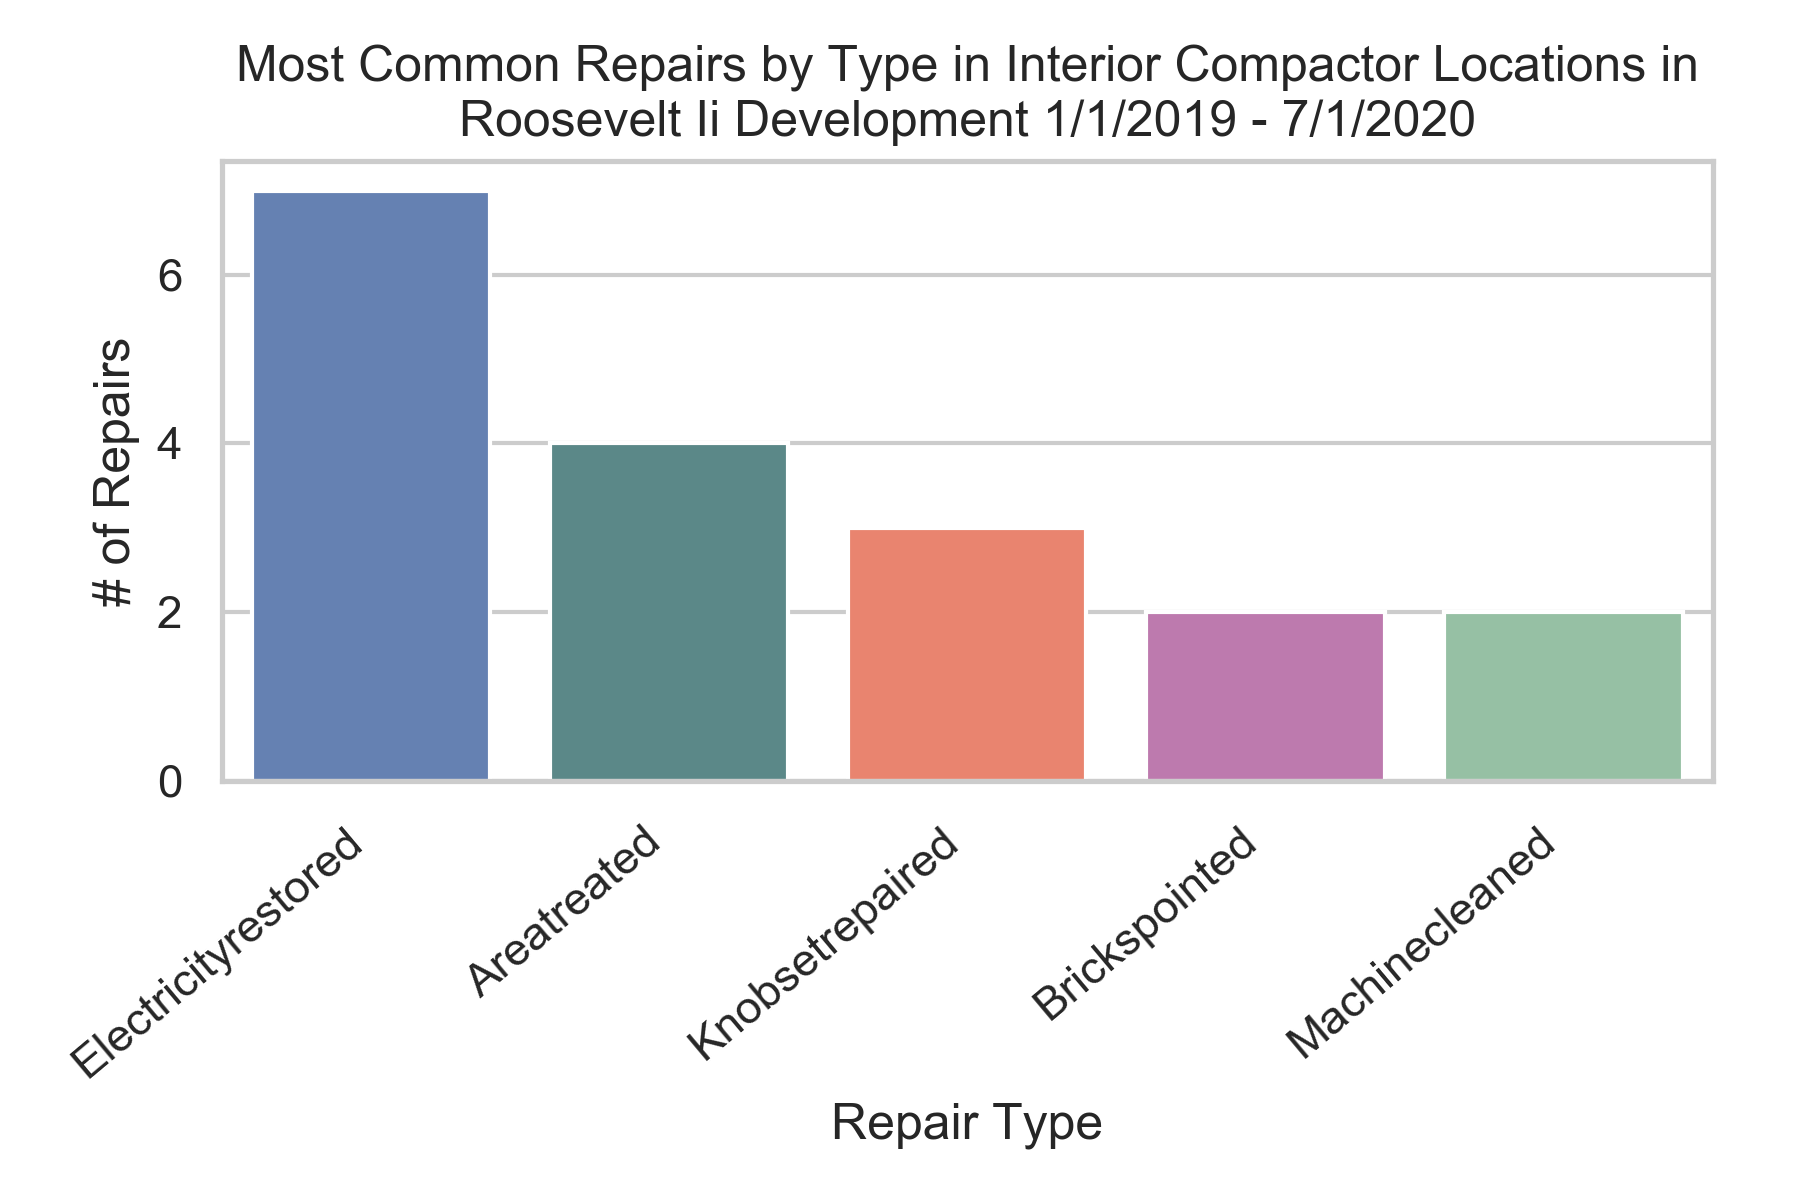 Most Common Repairs by Type in Interior Compactor Locations in
Roosevelt Ii Development 1/1/2019 - 7/1/2020
# of Repairs
6
4
2
0
Electricityrestored
Areatreated
Knobsetrepaired
Brickspointed
Machinecleaned
Repair Type